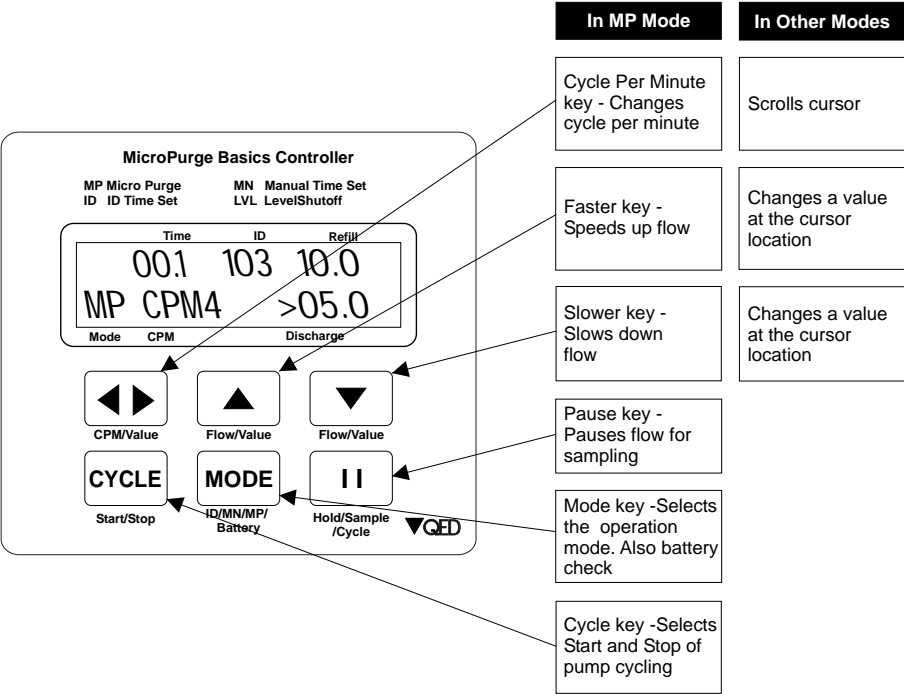 In MP Mode
In Other Modes
Cycle Per Minute
key - Changes
cycle per minute
Scrolls cursor
Faster key -
Speeds up flow
Changes a value
at the cursor
location
Slower key -
Slows down
flow
Changes a value
at the cursor
location
Pause key -
Pauses flow for
sampling
Mode key -Selects
the operation
mode. Also battery
check
Cycle key -Selects
Start and Stop of
pump cycling
MicroPurge Basics Controller
MP Micro Purge
MN Manual Time Set
ID ID Time Set
LVL LevelShutoff
Time ID Refill
00.1 103 10.0
MP CPM4 >05.0
Mode CPM Discharge
CPM/Value
Flow/Value
Flow/Value
CYCLE
MODE
II
Start/Stop
ID/MN/MP/
Battery
Hold/Sample
/Cycle
QED